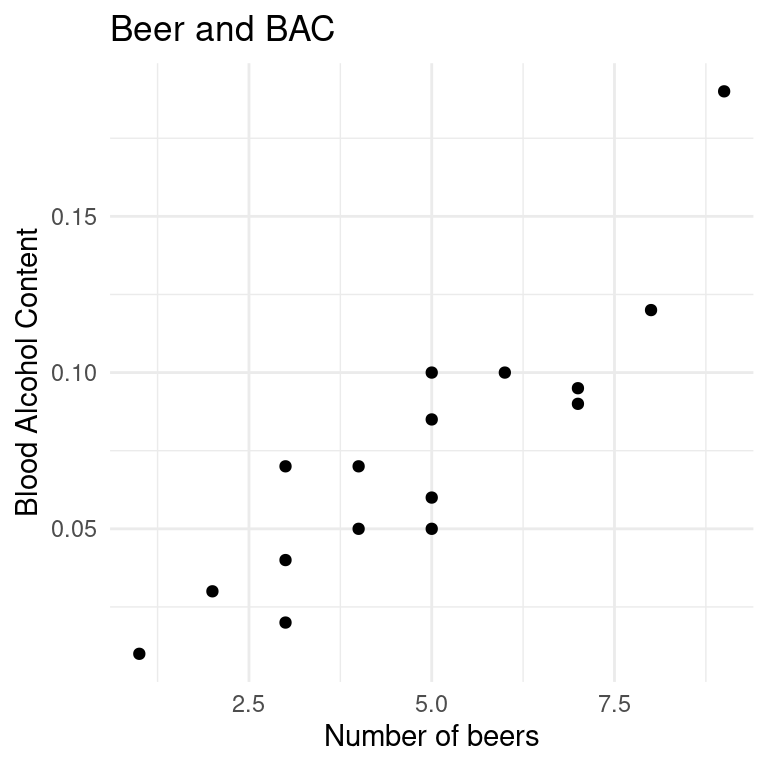 Beer and BAC
Blood Alcohol Content
0.15
0.10
0.05
2.5 5.0 7.5
Number of beers